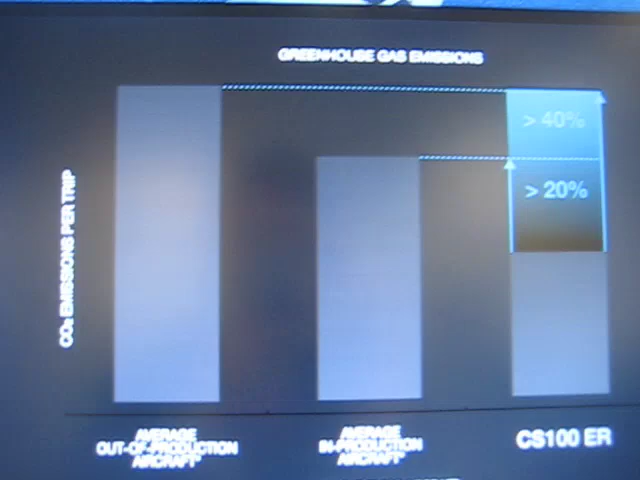 GREENHOUSE GAS EMISSIONS
> 40%
> 20%
CO₂ EMISSIONS PER TRIP
AVERAGE
OUT-OF-PRODUCTION
AIRCRAFT*
AVERAGE
IN-PRODUCTION
AIRCRAFT*
CS100 ER